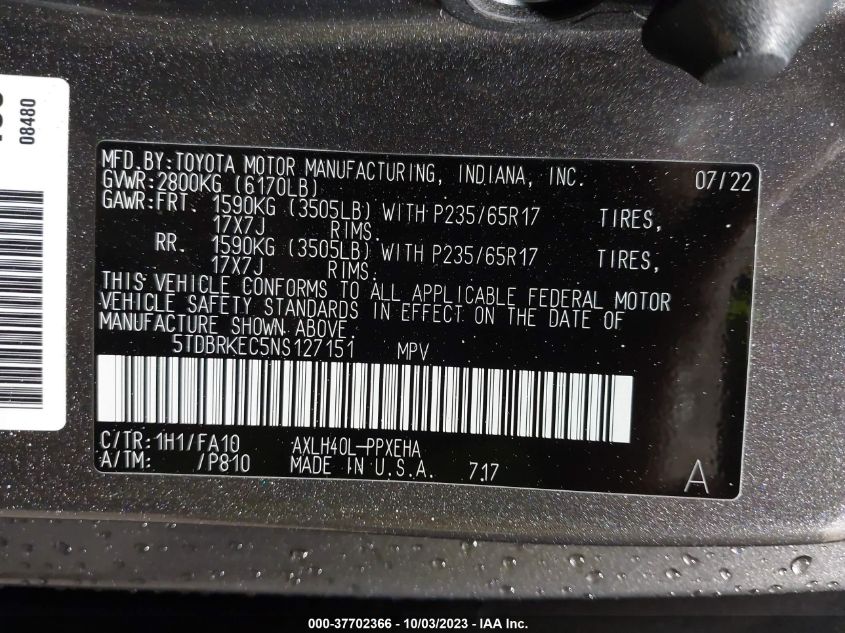 08480
MFD.BY:TOYOTA MOTOR MANUFACTURING, INDIANA, INC. 07/22
GVWR:2800KG (6170LB)
GAWR:FRT. 1590KG (3505LB) WITH P235/65R17 TIRES,
17X7J RIMS.
RR. 1590KG (3505LB) WITH P235/65R17 TIRES,
17X7J RIMS.
THIS VEHICLE CONFORMS TO ALL APPLICABLE FEDERAL MOTOR
VEHICLE SAFETY STANDARDS IN EFFECT ON THE DATE OF
MANUFACTURE SHOWN ABOVE.
5TDBRKEC5NS127151 MPV
C/TR:1H1/FA10 AXLH40L-PPXEHA
A/TM: /P810 MADE IN U.S.A. 717 A
000-37702366 - 10/03/2023 - IAA Inc.